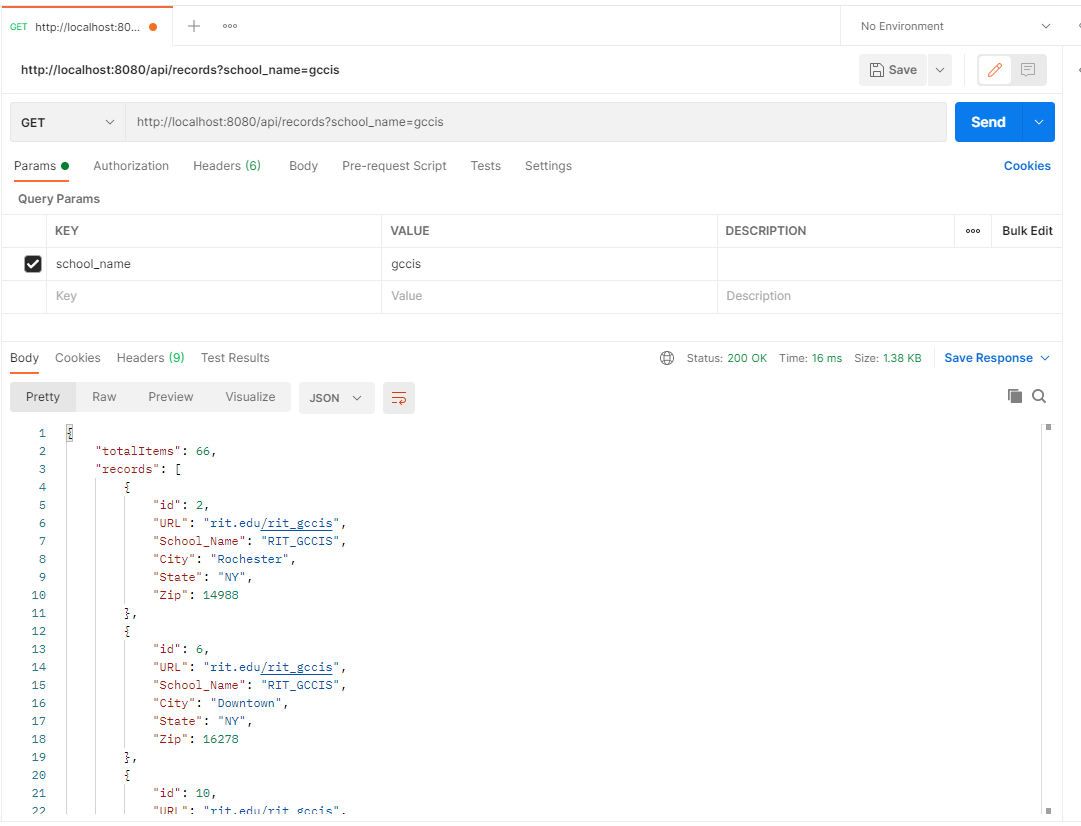 GET http://localhost:80... No Environment
http://localhost:8080/api/records?school_name=gccis Save
GET http://localhost:8080/api/records?school_name=gccis Send
Params Authorization Headers (6) Body Pre-request Script Tests Settings Cookies
Query Params
KEY VALUE DESCRIPTION Bulk Edit
school_name gccis
Key Value Description
Body Cookies Headers (9) Test Results Status: 200 OK Time: 16 ms Size: 1.38 KB Save Response
Pretty Raw Preview Visualize JSON
1 {
2 "totalItems": 66,
3 "records": [
4 {
5 "id": 2,
6 "URL": "rit.edu/rit_gccis",
7 "School_Name": "RIT_GCCIS",
8 "City": "Rochester",
9 "State": "NY",
10 "Zip": 14988
11 },
12 {
13 "id": 6,
14 "URL": "rit.edu/rit_gccis",
15 "School_Name": "RIT_GCCIS",
16 "City": "Downtown",
17 "State": "NY",
18 "Zip": 16278
19 },
20 {
21 "id": 10,
22 "URL": "rit.edu/rit_gccis",